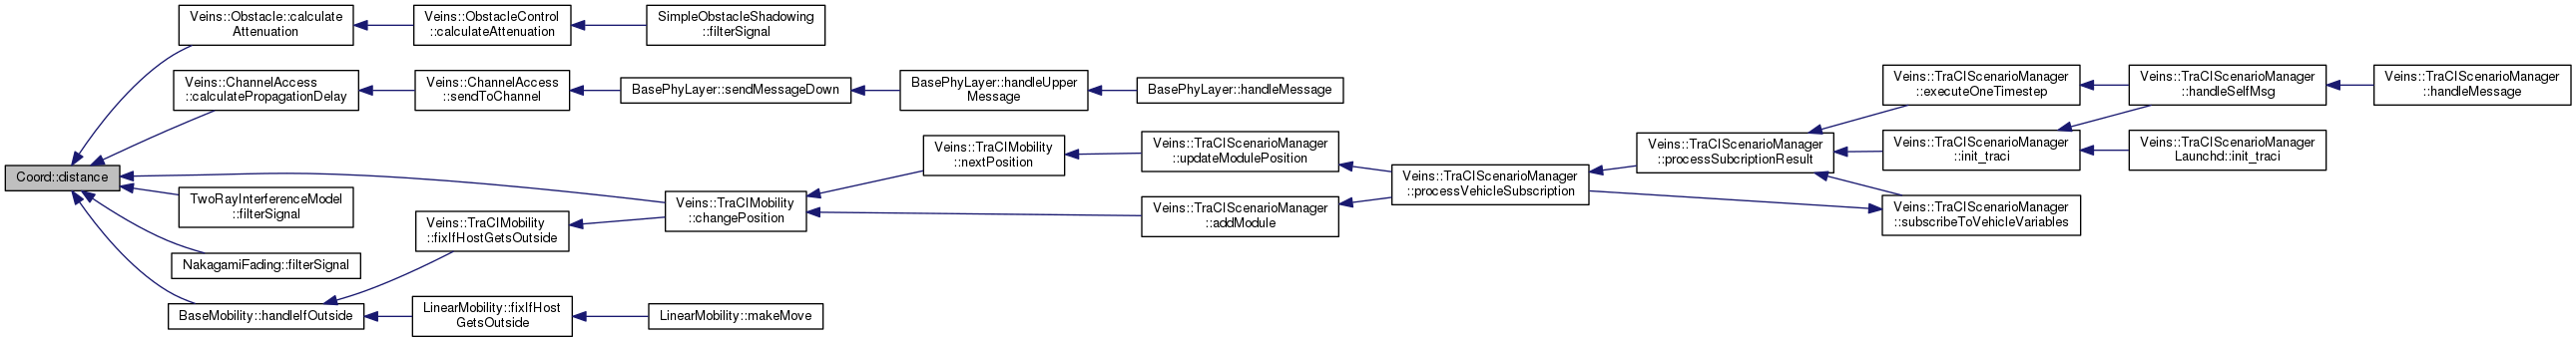 Coord::distance
Veins::Obstacle::calculate
Attenuation
Veins::ObstacleControl
::calculateAttenuation
SimpleObstacleShadowing
::filterSignal
Veins::ChannelAccess
::calculatePropagationDelay
Veins::ChannelAccess
::sendToChannel
BasePhyLayer::sendMessageDown
BasePhyLayer::handleUpper
Message
BasePhyLayer::handleMessage
Veins::TraCIMobility
::changePosition
Veins::TraCIMobility
::nextPosition
Veins::TraCIScenarioManager
::updateModulePosition
Veins::TraCIScenarioManager
::processVehicleSubscription
Veins::TraCIScenarioManager
::processSubcriptionResult
Veins::TraCIScenarioManager
::executeOneTimestep
Veins::TraCIScenarioManager
::handleSelfMsg
Veins::TraCIScenarioManager
::handleMessage
Veins::TraCIScenarioManager
::init_traci
Veins::TraCIScenarioManager
Launchd::init_traci
Veins::TraCIScenarioManager
::subscribeToVehicleVariables
Veins::TraCIScenarioManager
::addModule
TwoRayInterferenceModel
::filterSignal
NakagamiFading::filterSignal
BaseMobility::handleIfOutside
Veins::TraCIMobility
::fixIfHostGetsOutside
LinearMobility::fixIfHost
GetsOutside
LinearMobility::makeMove